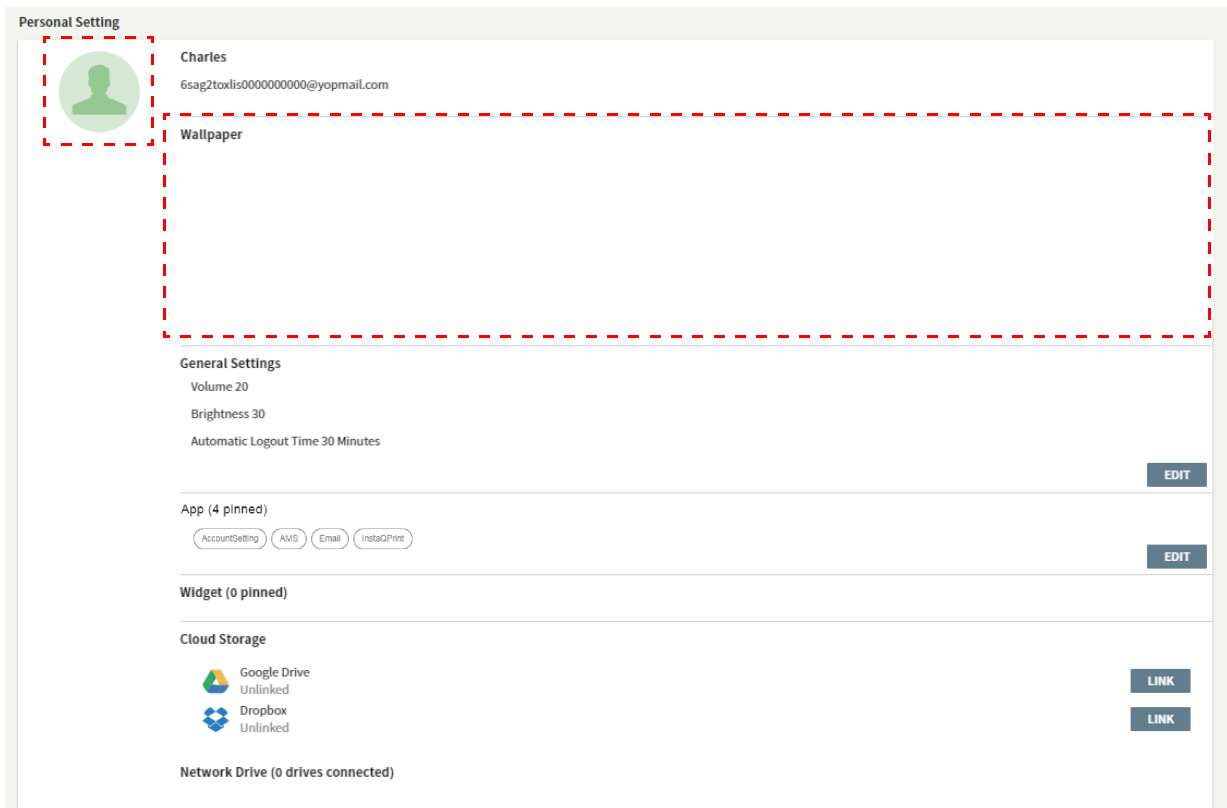 Personal Setting
Charles
6sag2toxlis0000000000@yopmail.com
Wallpaper
General Settings
Volume 20
Brightness 30
Automatic Logout Time 30 Minutes
EDIT
App (4 pinned)
AccountSetting AMS Email InstaQPrint
EDIT
Widget (0 pinned)
Cloud Storage
Google Drive
Unlinked
LINK
Dropbox
Unlinked
LINK
Network Drive (0 drives connected)